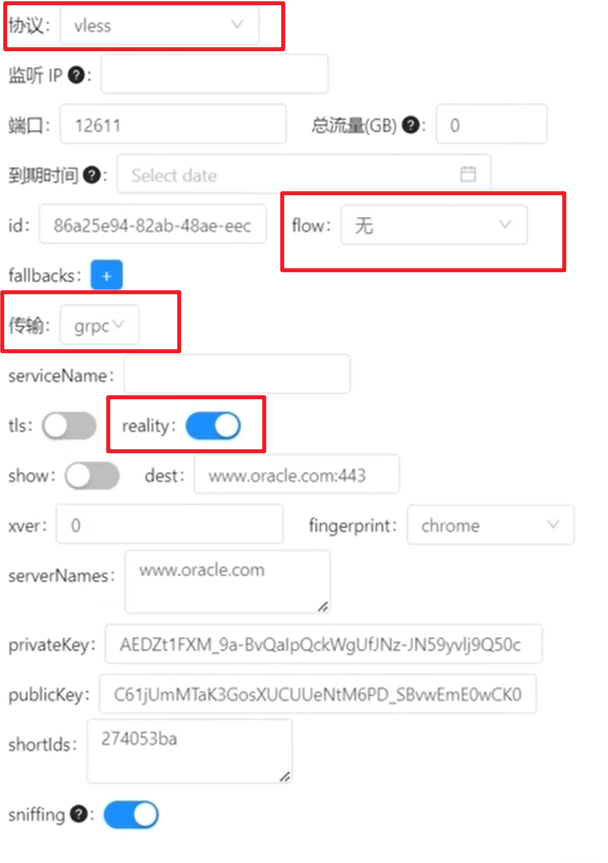 协议: vless
监听 IP ?:
端口: 12611 总流量(GB) ?: 0
到期时间 ?: Select date
id: 86a25e94-82ab-48ae-eec flow: 无
fallbacks: +
传输: grpc
serviceName:
tls: reality:
show: dest: www.oracle.com:443
xver: 0 fingerprint: chrome
serverNames: www.oracle.com
privateKey: AEDZt1FXM_9a-BvQaIpQckWgUfJNz-JN59yvlj9Q50c
publicKey: C61jUmMTaK3GosXUCUUeNtM6PD_SBvwEmE0wCK0
shortIds: 274053ba
sniffing ?: